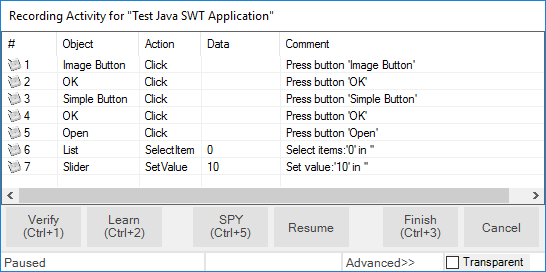 Recording Activity for "Test Java SWT Application"
# Object Action Data Comment
1 Image Button Click Press button 'Image Button'
2 OK Click Press button 'OK'
3 Simple Button Click Press button 'Simple Button'
4 OK Click Press button 'OK'
5 Open Click Press button 'Open'
6 List SelectItem 0 Select items:'0' in ''
7 Slider SetValue 10 Set value:'10' in ''
Verify (Ctrl+1)
Learn (Ctrl+2)
SPY (Ctrl+5)
Resume
Finish (Ctrl+3)
Cancel
Paused Advanced>> Transparent